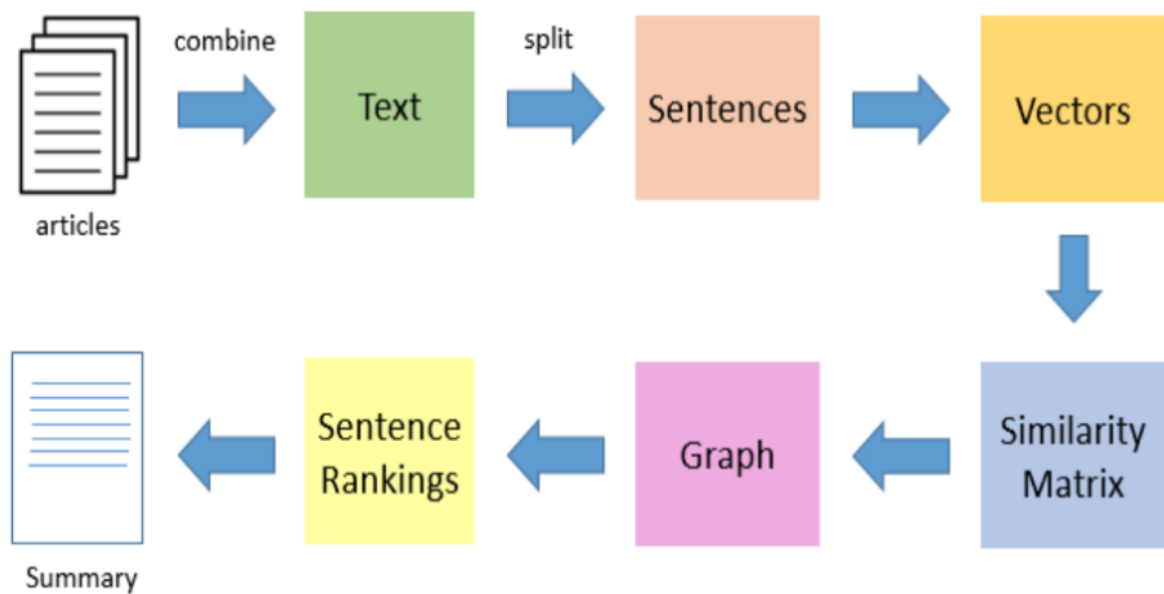 combine
split
Text
Sentences
Vectors
articles
Similarity
Matrix
Graph
Sentence
Rankings
Summary